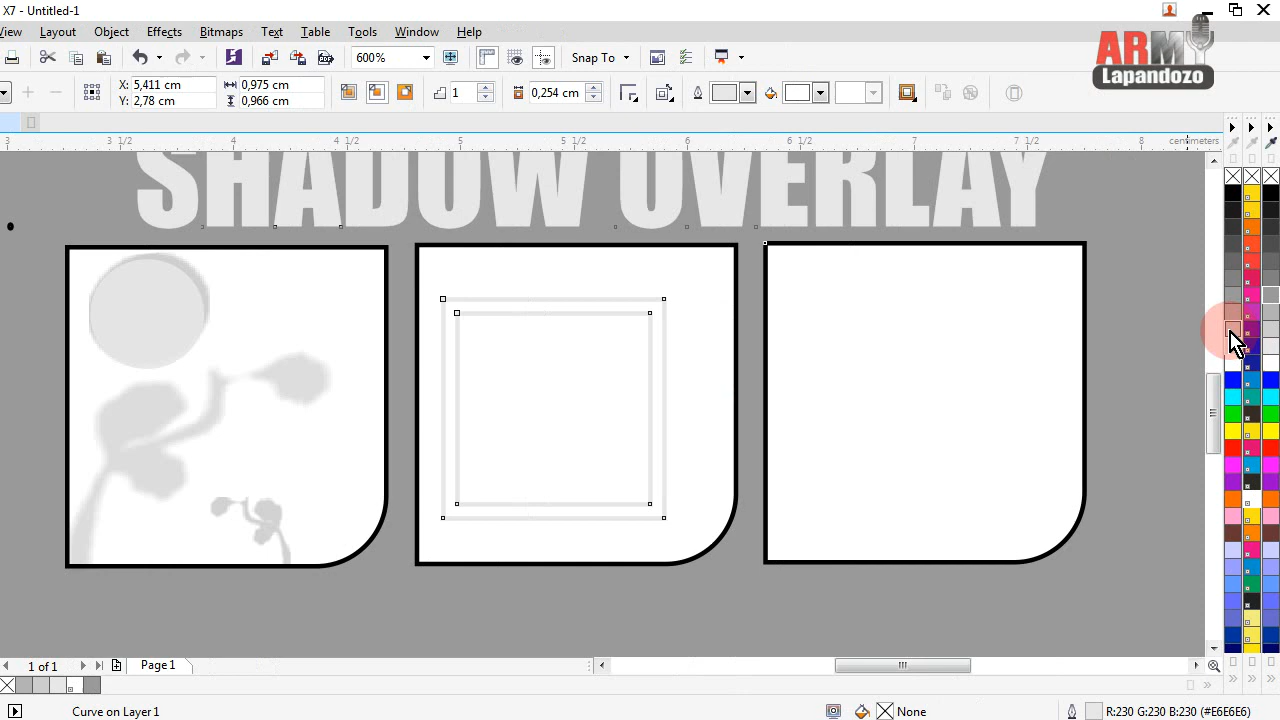 X7 - Untitled-1
View Layout Object Effects Bitmaps Text Table Tools Window Help
600% Snap To
X: 5,411 cm 0,975 cm 1 0,254 cm
Y: 2,78 cm 0,966 cm
ARMY
Lapandozo
3 3 1/2 4 4 1/2 5 5 1/2 6 6 1/2 7 7 1/2 8 centimeters
SHADOW OVERLAY
1 of 1 Page 1
Curve on Layer 1 None R:230 G:230 B:230 (#E6E6E6)